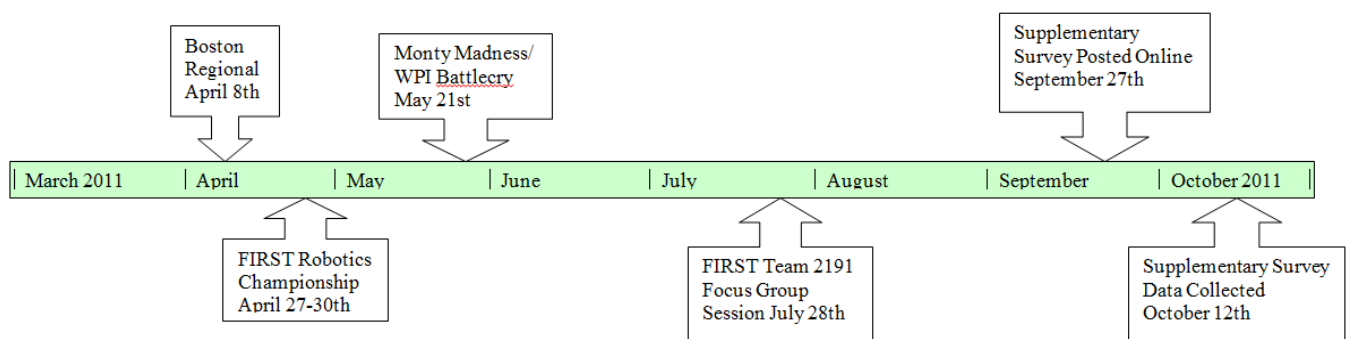 Boston
Regional
April 8th
Monty Madness/
WPI Battlecry
May 21st
Supplementary
Survey Posted Online
September 27th
March 2011 April May June July August September October 2011
FIRST Robotics
Championship
April 27-30th
FIRST Team 2191
Focus Group
Session July 28th
Supplementary Survey
Data Collected
October 12th